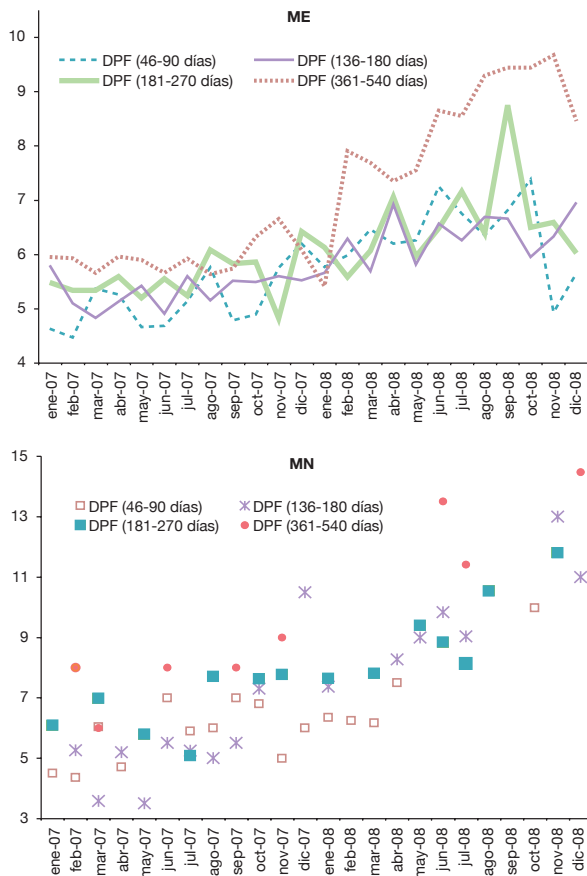 ME
10
9
8
7
6
5
4
DPF (46-90 días)
DPF (136-180 días)
DPF (181-270 días)
DPF (361-540 días)
ene-07
feb-07
mar-07
abr-07
may-07
jun-07
jul-07
ago-07
sep-07
oct-07
nov-07
dic-07
ene-08
feb-08
mar-08
abr-08
may-08
jun-08
jul-08
ago-08
sep-08
oct-08
nov-08
dic-08
MN
15
13
11
9
7
5
3
DPF (46-90 días)
DPF (136-180 días)
DPF (181-270 días)
DPF (361-540 días)
ene-07
feb-07
mar-07
abr-07
may-07
jun-07
jul-07
ago-07
sep-07
oct-07
nov-07
dic-07
ene-08
feb-08
mar-08
abr-08
may-08
jun-08
jul-08
ago-08
sep-08
oct-08
nov-08
dic-08